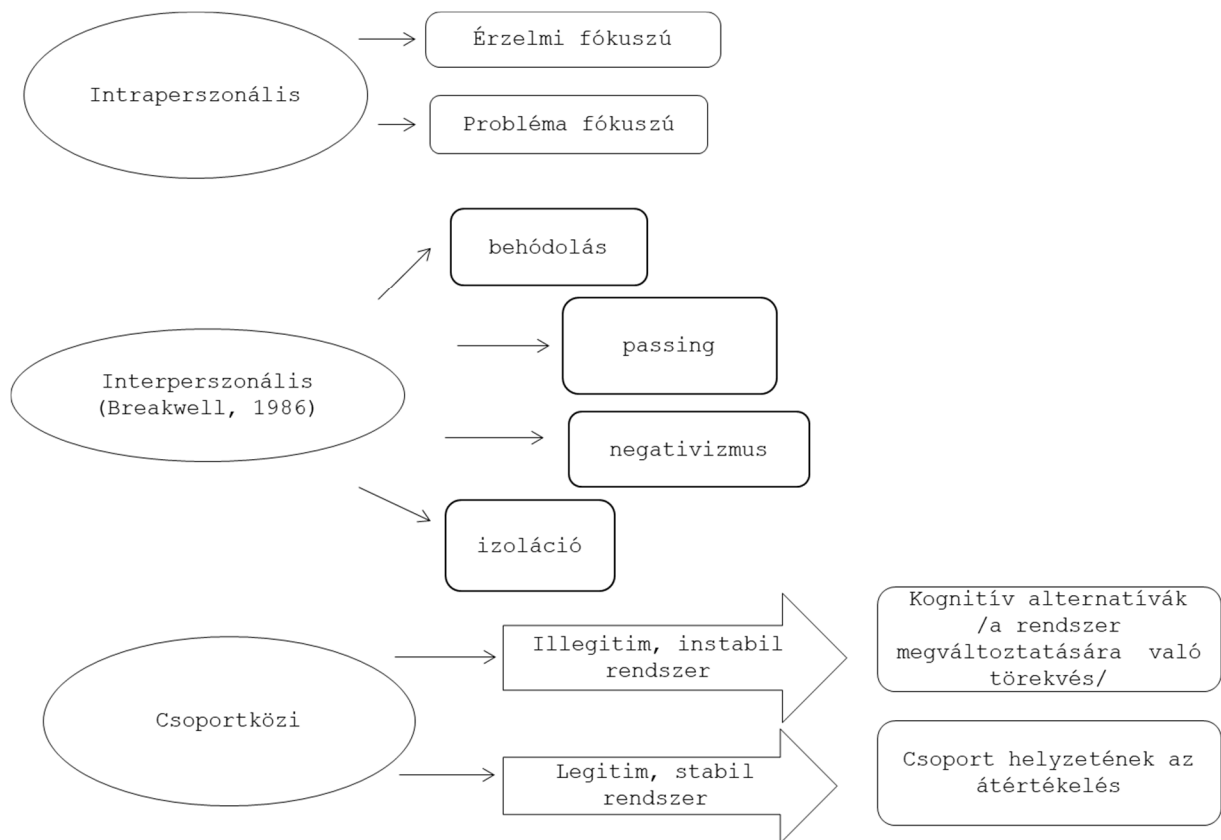 Érzelmi fókuszú
Intraperszonális
Probléma fókuszú
behódolás
passing
Interperszonális
(Breakwell, 1986)
negativizmus
izoláció
Illegitim, instabil
rendszer
Kognitív alternatívák
/a rendszer
megváltoztatására való
törekvés/
Csoportközi
Legitim, stabil
rendszer
Csoport helyzetének az
átértékelés